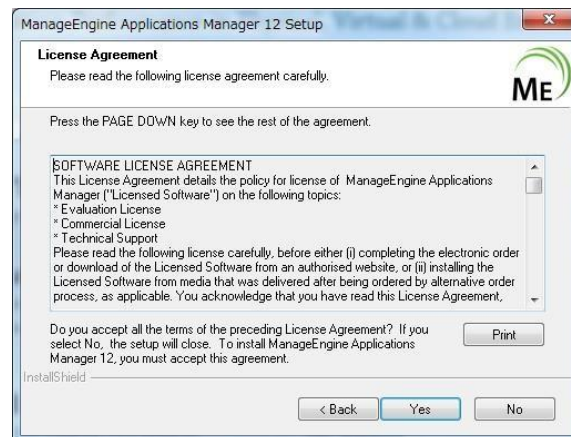 ManageEngine Applications Manager 12 Setup
License Agreement
Please read the following license agreement carefully.
ME
Press the PAGE DOWN key to see the rest of the agreement.
SOFTWARE LICENSE AGREEMENT
This License Agreement details the policy for license of ManageEngine Applications
Manager ("Licensed Software") on the following topics:
* Evaluation License
* Commercial License
* Technical Support
Please read the following license carefully, before either (i) completing the electronic order
or download of the Licensed Software from an authorised website, or (ii) installing the
Licensed Software from media that was delivered after being ordered by alternative order
process, as applicable. You acknowledge that you have read this License Agreement,
Do you accept all the terms of the preceding License Agreement? If you
select No, the setup will close. To install ManageEngine Applications
Manager 12, you must accept this agreement.
Print
InstallShield
< Back
Yes
No